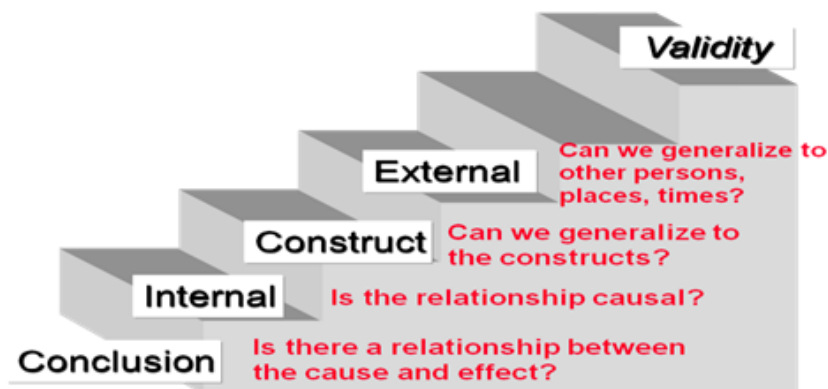 Validity
External
Can we generalize to
other persons,
places, times?
Construct
Can we generalize to
the constructs?
Internal
Is the relationship causal?
Conclusion
Is there a relationship between
the cause and effect?